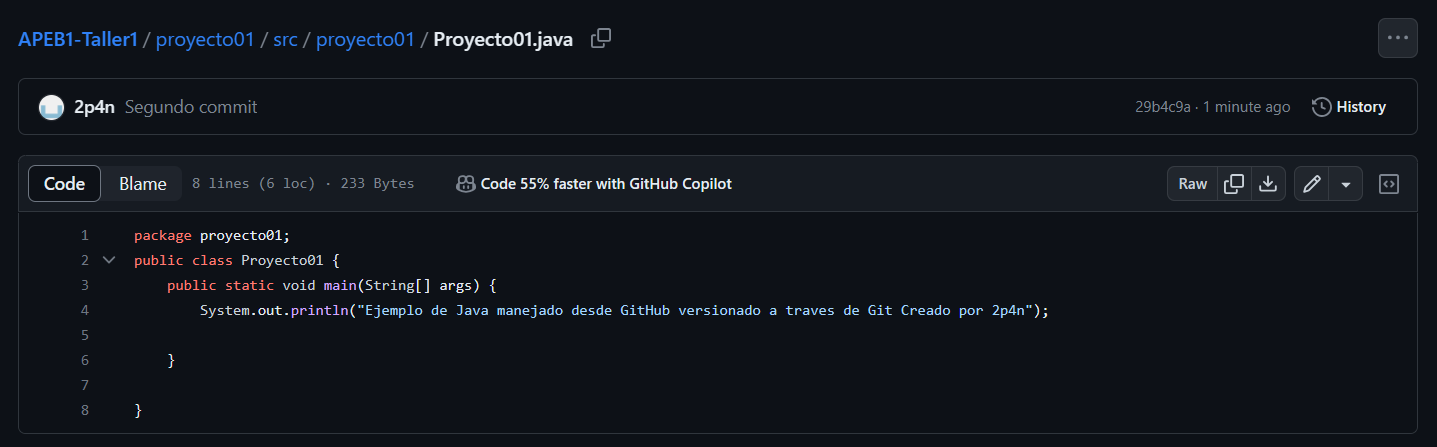 APEB1-Taller1 / proyecto01 / src / proyecto01 / Proyecto01.java
2p4n Segundo commit 29b4c9a · 1 minute ago History
Code Blame 8 lines (6 loc) · 233 Bytes Code 55% faster with GitHub Copilot Raw
1 package proyecto01;
2 public class Proyecto01 {
3 public static void main(String[] args) {
4 System.out.println("Ejemplo de Java manejado desde GitHub versionado a traves de Git Creado por 2p4n");
5
6 }
7
8 }